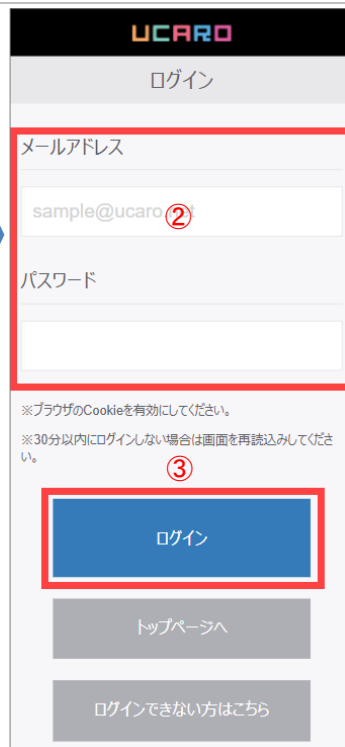 UCARO
ログイン
メールアドレス
sample@ucaro.net
②
パスワード
※ブラウザのCookieを有効にしてください。
※30分以内にログインしない場合は画面を再読込みしてくださ
い。
③
ログイン
トップページへ
ログインできない方はこちら